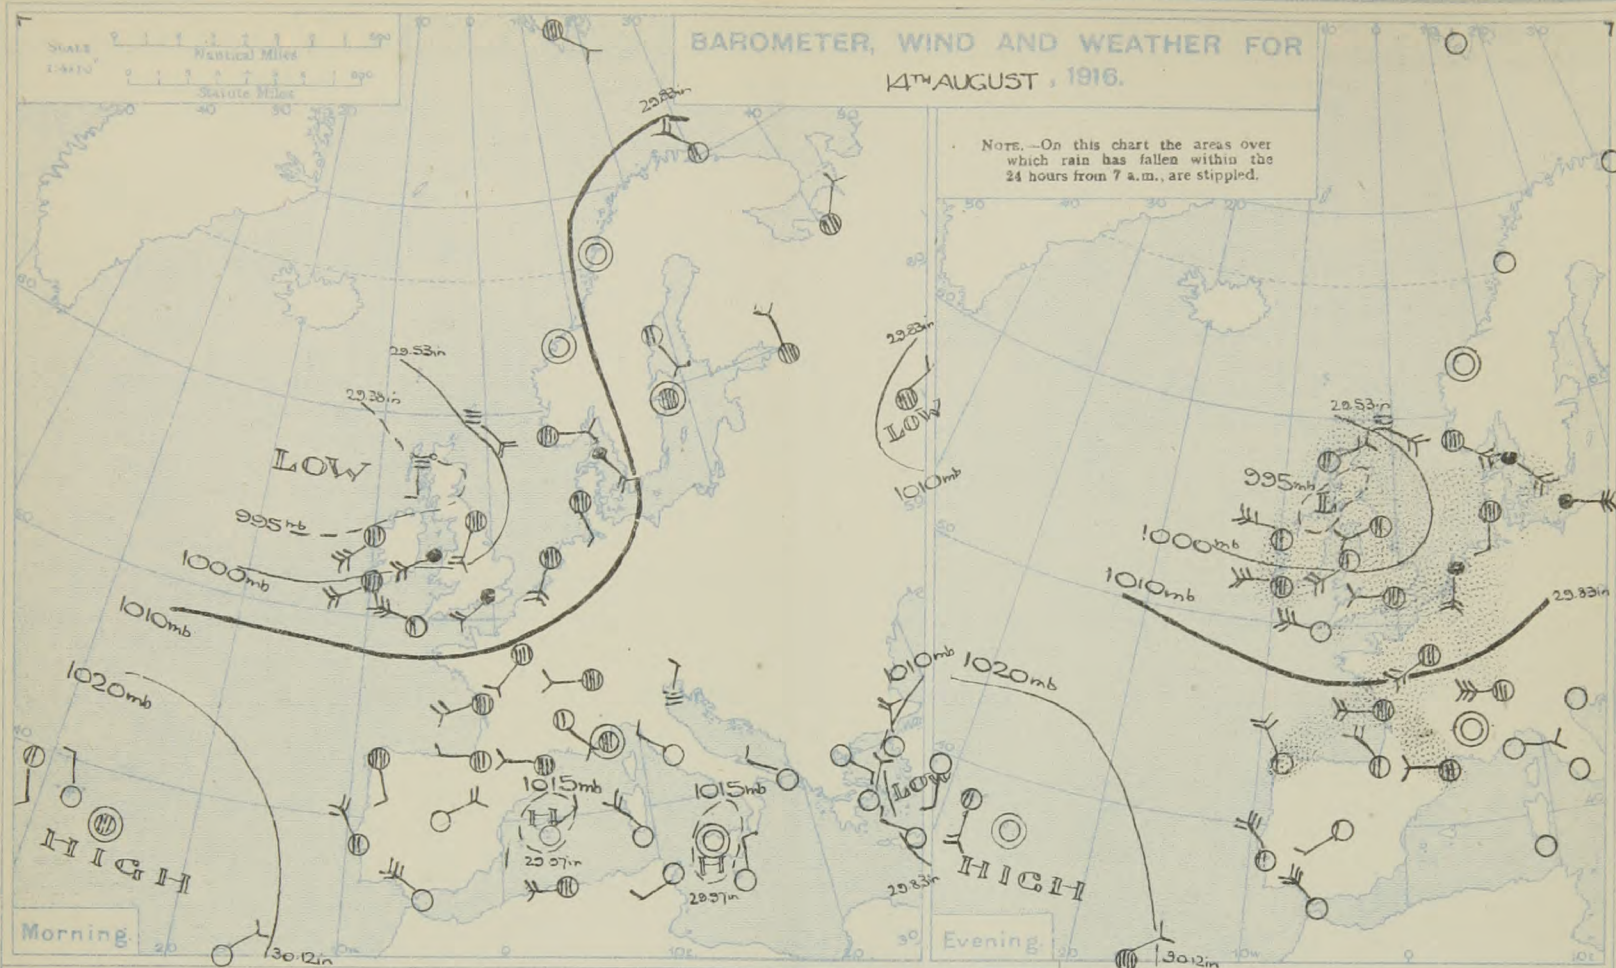 SCALE
Nautical Miles
Statute Miles
BAROMETER, WIND AND WEATHER FOR
14TH AUGUST, 1916.
NOTE.—On this chart the areas over
which rain has fallen within the
24 hours from 7 a.m., are stippled.
29.83in
29.53in
29.38in
LOW
995mb
1000mb
1010mb
1020mb
HIGH
1015mb
H
29.97in
1015mb
H
29.97in
30.12in
Morning.
29.83in
LOW
1010mb
1010mb
LOW
29.83in
29.53in
995mb
L
1000mb
1010mb
29.83in
1020mb
HIGH
30.12in
Evening.